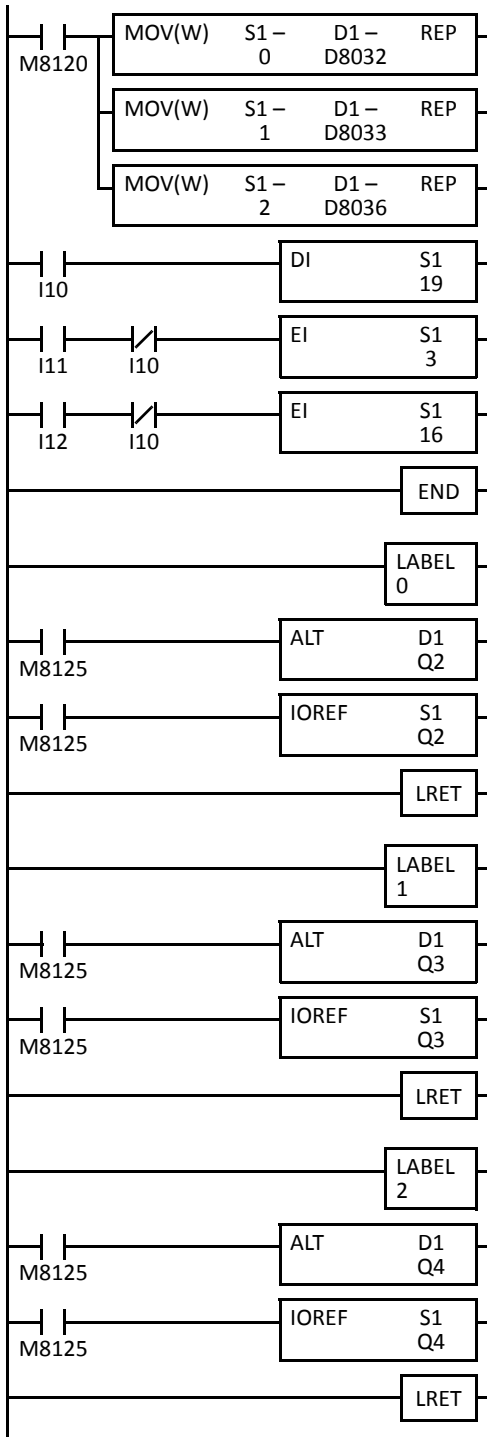 MOV(W) S1 – D1 – REP
M8120 0 D8032
MOV(W) S1 – D1 – REP
1 D8033
MOV(W) S1 – D1 – REP
2 D8036
DI S1
I10 19
EI S1
I11 I10 3
EI S1
I12 I10 16
END
LABEL
0
ALT D1
M8125 Q2
IOREF S1
M8125 Q2
LRET
LABEL
1
ALT D1
M8125 Q3
IOREF S1
M8125 Q3
LRET
LABEL
2
ALT D1
M8125 Q4
IOREF S1
M8125 Q4
LRET